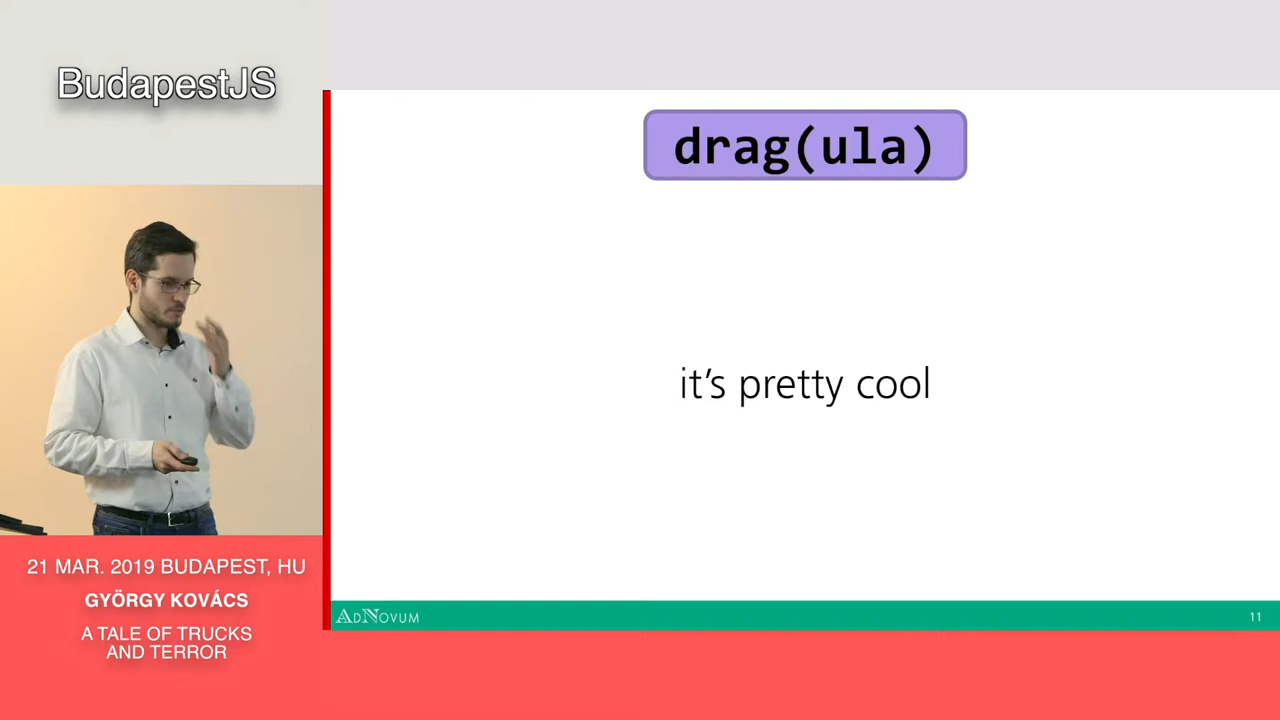 BudapestJS
drag(ula)
it's pretty cool
21 MAR. 2019 BUDAPEST, HU
GYÖRGY KOVÁCS
A TALE OF TRUCKS
AND TERROR
ADNOVUM
11